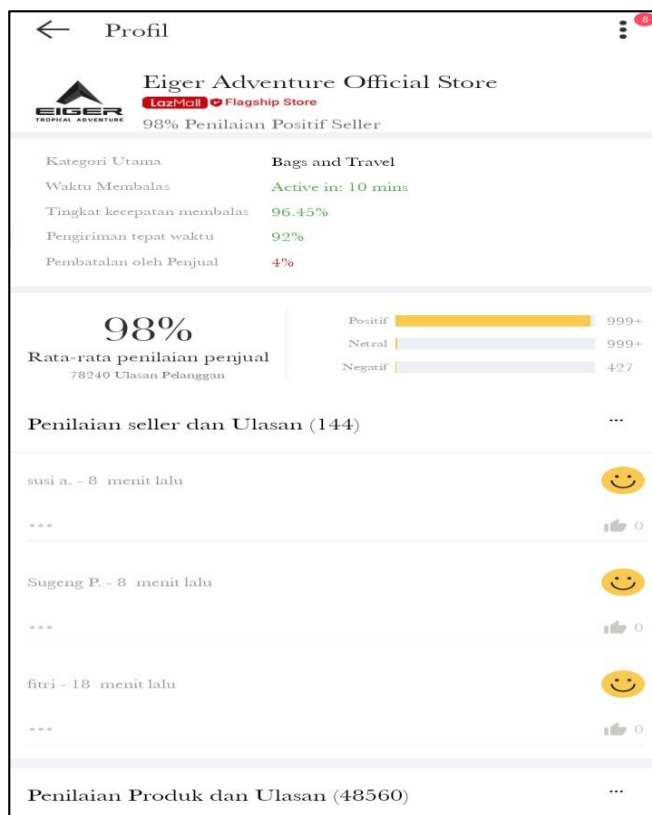 Profil
8
Eiger Adventure Official Store
EIGER
TROPICAL ADVENTURE
LazMall Flagship Store
98% Penilaian Positif Seller
Kategori Utama Bags and Travel
Waktu Membalas Active in: 10 mins
Tingkat kecepatan membalas 96.45%
Pengiriman tepat waktu 92%
Pembatalan oleh Penjual 4%
98%
Rata-rata penilaian penjual
78240 Ulasan Pelanggan
Positif 999+
Netral 999+
Negatif 427
Penilaian seller dan Ulasan (144) ...
susi a. - 8 menit lalu
... 0
Sugeng P. - 8 menit lalu
... 0
fitri - 18 menit lalu
... 0
Penilaian Produk dan Ulasan (48560) ...